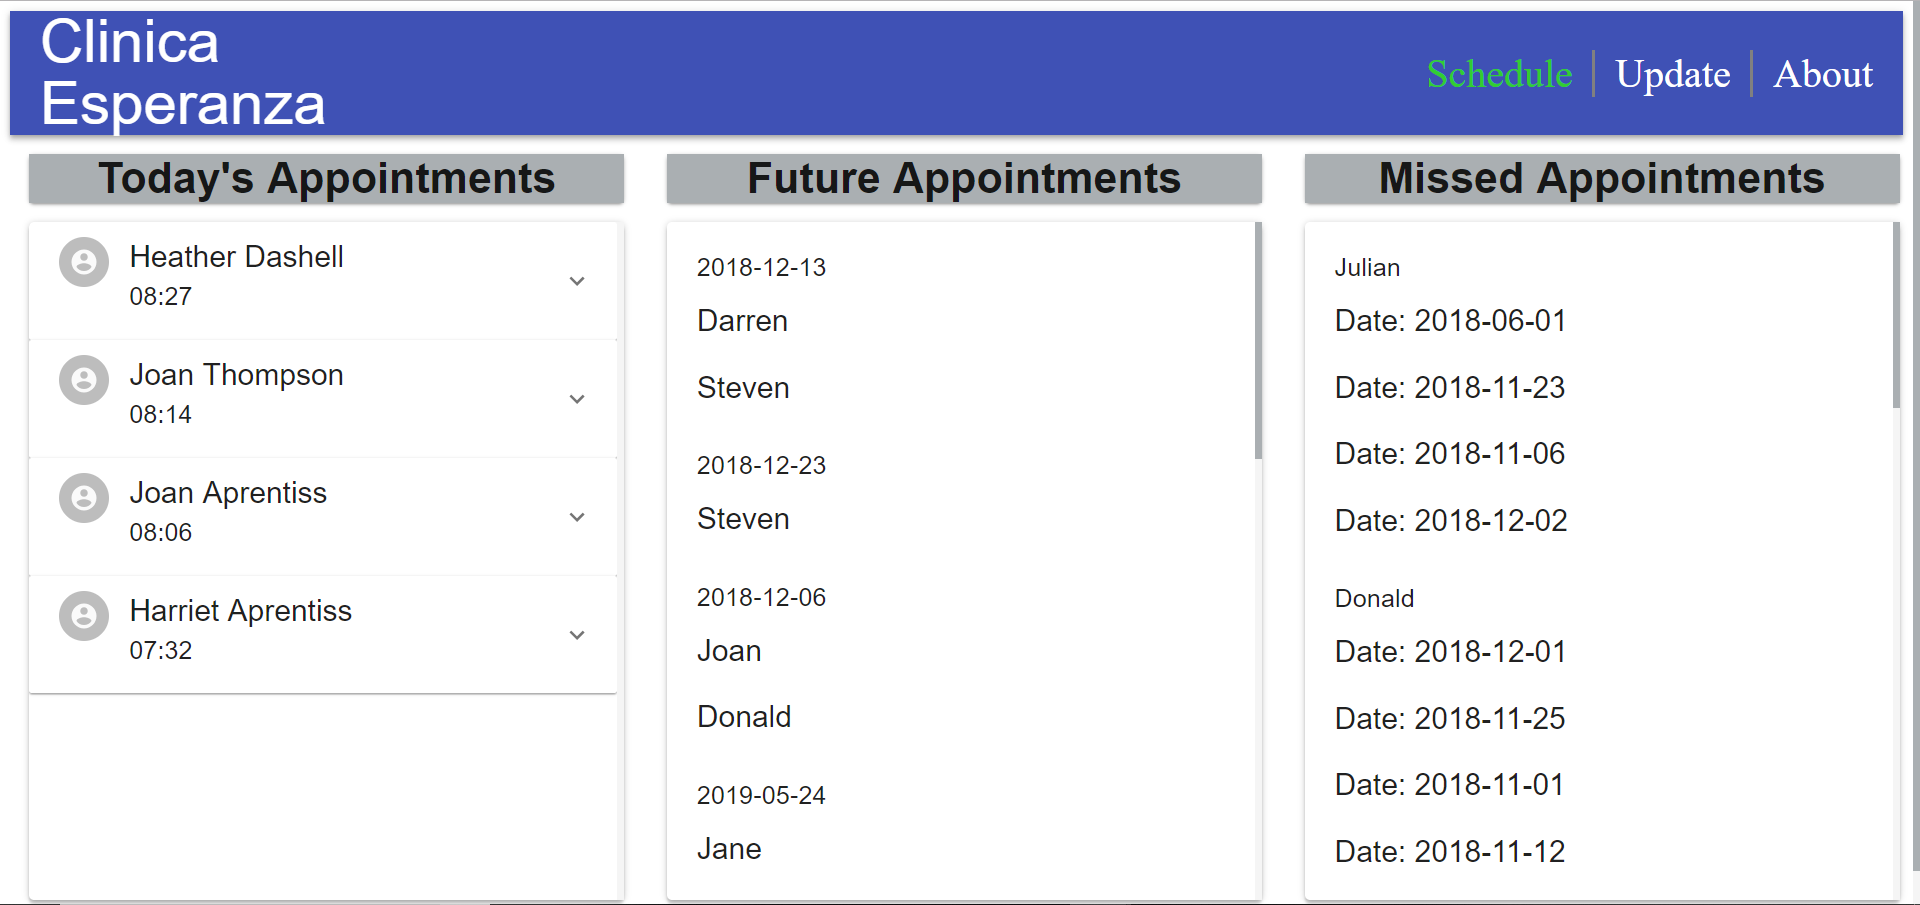 Clinica
Esperanza
Schedule
Update
About
Today's Appointments
Heather Dashell
08:27
Joan Thompson
08:14
Joan Aprentiss
08:06
Harriet Aprentiss
07:32
Future Appointments
2018-12-13
Darren
Steven
2018-12-23
Steven
2018-12-06
Joan
Donald
2019-05-24
Jane
Missed Appointments
Julian
Date: 2018-06-01
Date: 2018-11-23
Date: 2018-11-06
Date: 2018-12-02
Donald
Date: 2018-12-01
Date: 2018-11-25
Date: 2018-11-01
Date: 2018-11-12